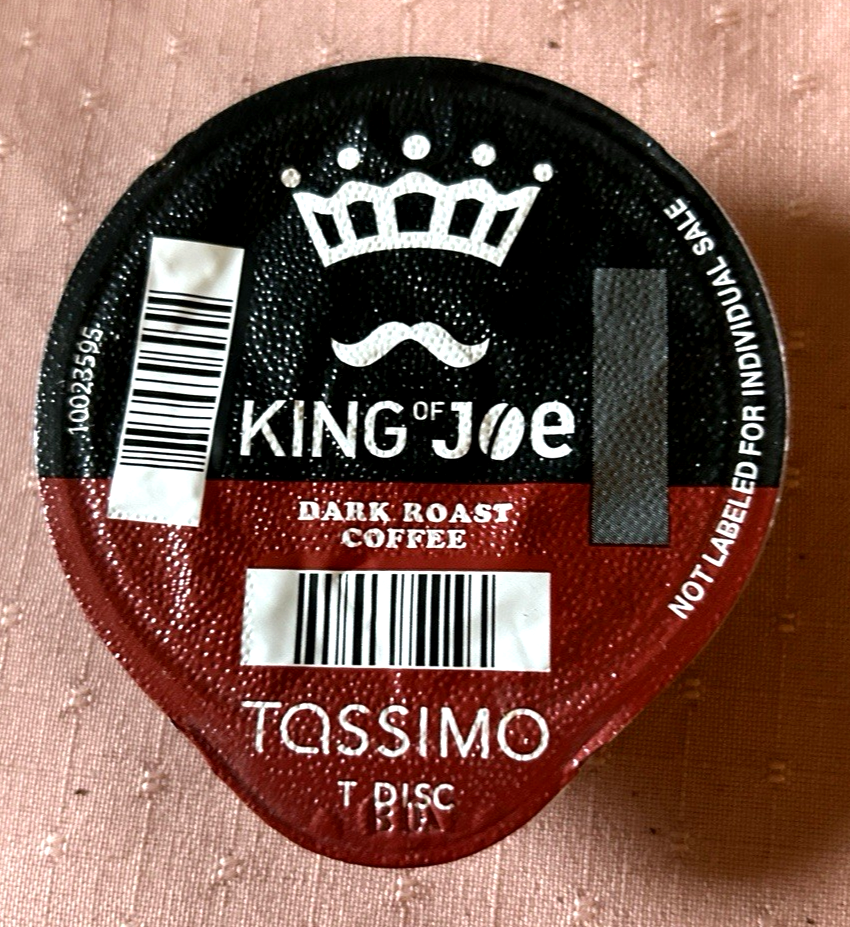 KING OF Joe
DARK ROAST
COFFEE
TASSIMO
T DISC
10023595
NOT LABELED FOR INDIVIDUAL SALE